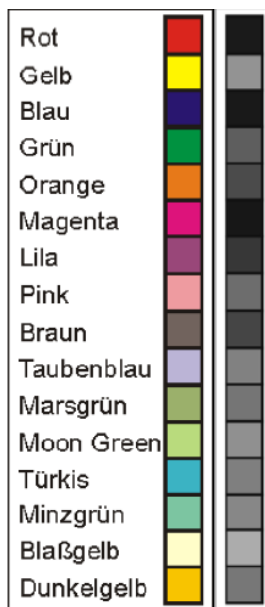 Rot
Gelb
Blau
Grün
Orange
Magenta
Lila
Pink
Braun
Taubenblau
Marsgrün
Moon Green
Türkis
Minzgrün
Blaßgelb
Dunkelgelb